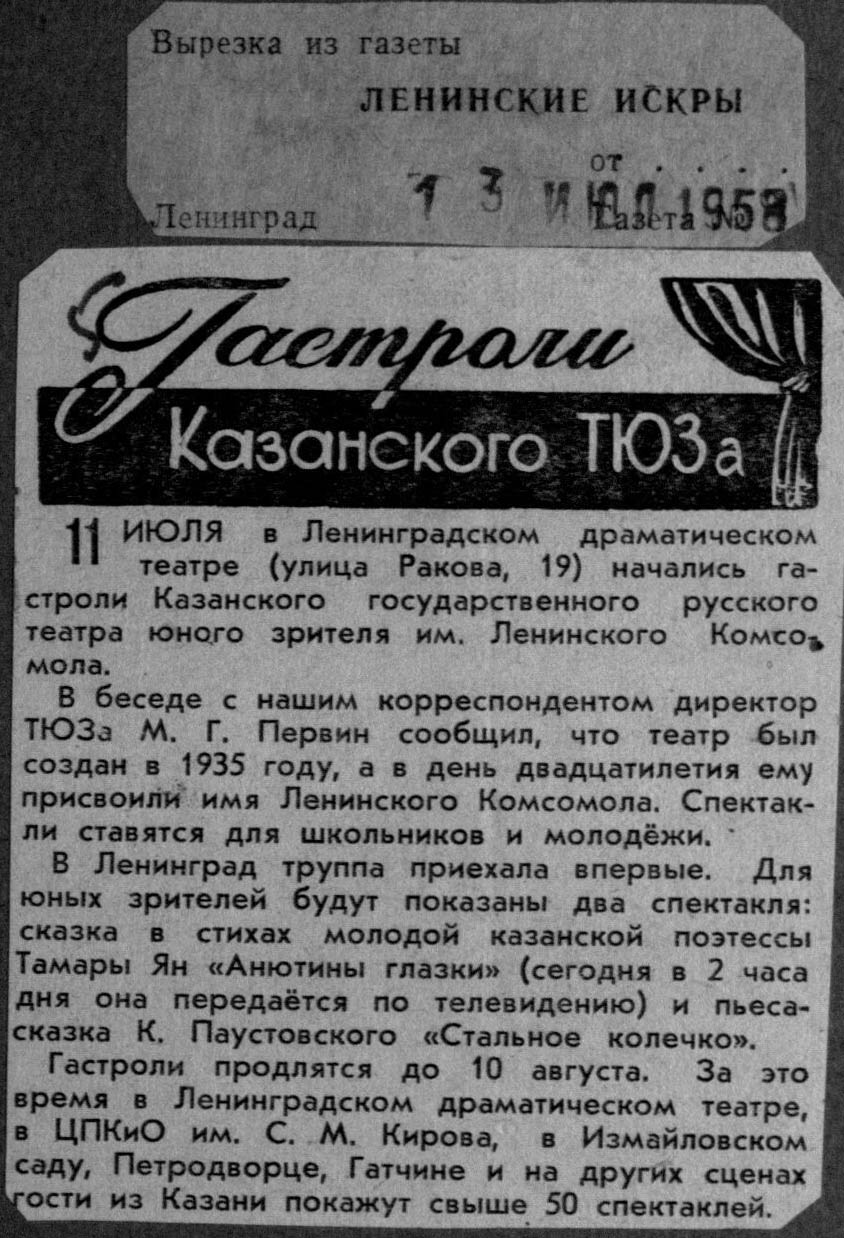 Вырезка из газеты
ЛЕНИНСКИЕ ИСКРЫ
от . . . .
13 ИЮЛ 1958
Ленинград Газета №
Гастроли
Казанского ТЮЗа
11 ИЮЛЯ в Ленинградском драматическом
театре (улица Ракова, 19) начались га-
строли Казанского государственного русского
театра юного зрителя им. Ленинского Комсо-
мола.
В беседе с нашим корреспондентом директор
ТЮЗа М. Г. Первин сообщил, что театр был
создан в 1935 году, а в день двадцатилетия ему
присвоили имя Ленинского Комсомола. Спектак-
ли ставятся для школьников и молодёжи.
В Ленинград труппа приехала впервые. Для
юных зрителей будут показаны два спектакля:
сказка в стихах молодой казанской поэтессы
Тамары Ян «Анютины глазки» (сегодня в 2 часа
дня она передаётся по телевидению) и пьеса-
сказка К. Паустовского «Стальное колечко».
Гастроли продлятся до 10 августа. За это
время в Ленинградском драматическом театре,
в ЦПКиО им. С. М. Кирова, в Измайловском
саду, Петродворце, Гатчине и на других сценах
гости из Казани покажут свыше 50 спектаклей.